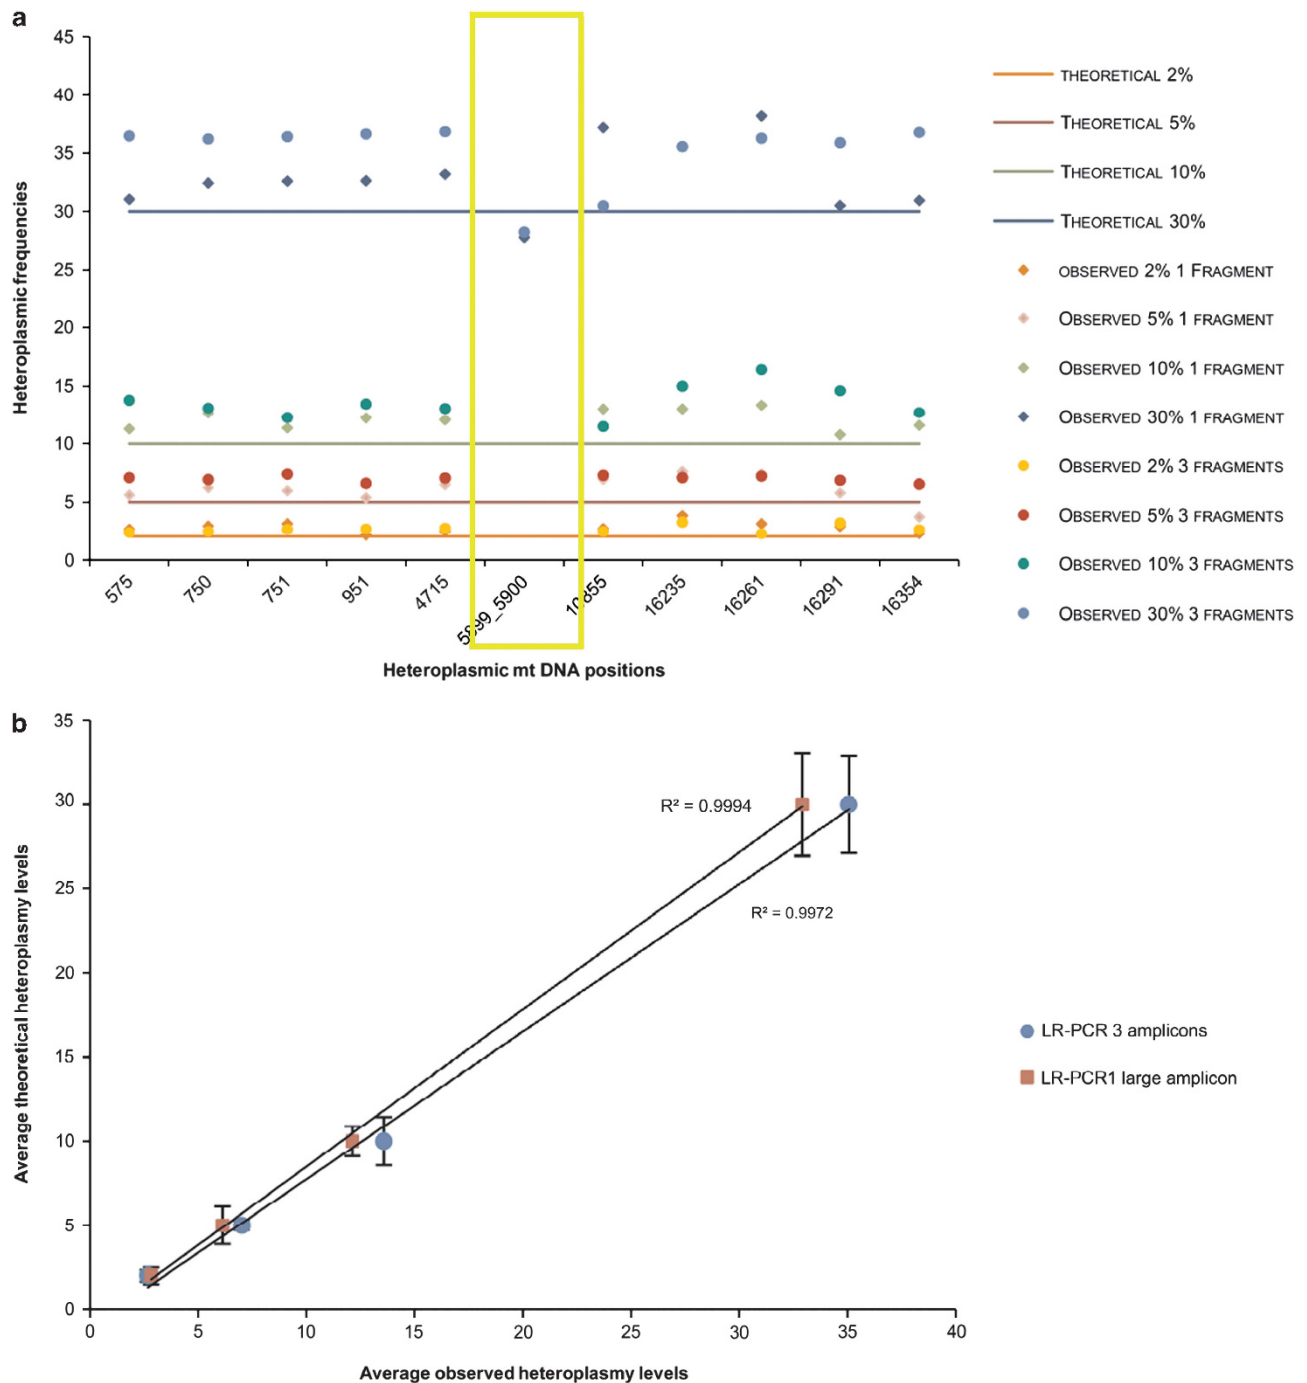 a
45
40
35
30
25
20
15
10
5
0
Heteroplasmic frequencies
575
750
751
951
4715
5899_5900
10855
16235
16261
16291
16354
Heteroplasmic mt DNA positions
THEORETICAL 2%
THEORETICAL 5%
THEORETICAL 10%
THEORETICAL 30%
OBSERVED 2% 1 FRAGMENT
OBSERVED 5% 1 FRAGMENT
OBSERVED 10% 1 FRAGMENT
OBSERVED 30% 1 FRAGMENT
OBSERVED 2% 3 FRAGMENTS
OBSERVED 5% 3 FRAGMENTS
OBSERVED 10% 3 FRAGMENTS
OBSERVED 30% 3 FRAGMENTS
b
35
30
25
20
15
10
5
0
Average theoretical heteroplasmy levels
R² = 0.9994
R² = 0.9972
0
5
10
15
20
25
30
35
40
Average observed heteroplasmy levels
LR-PCR 3 amplicons
LR-PCR1 large amplicon